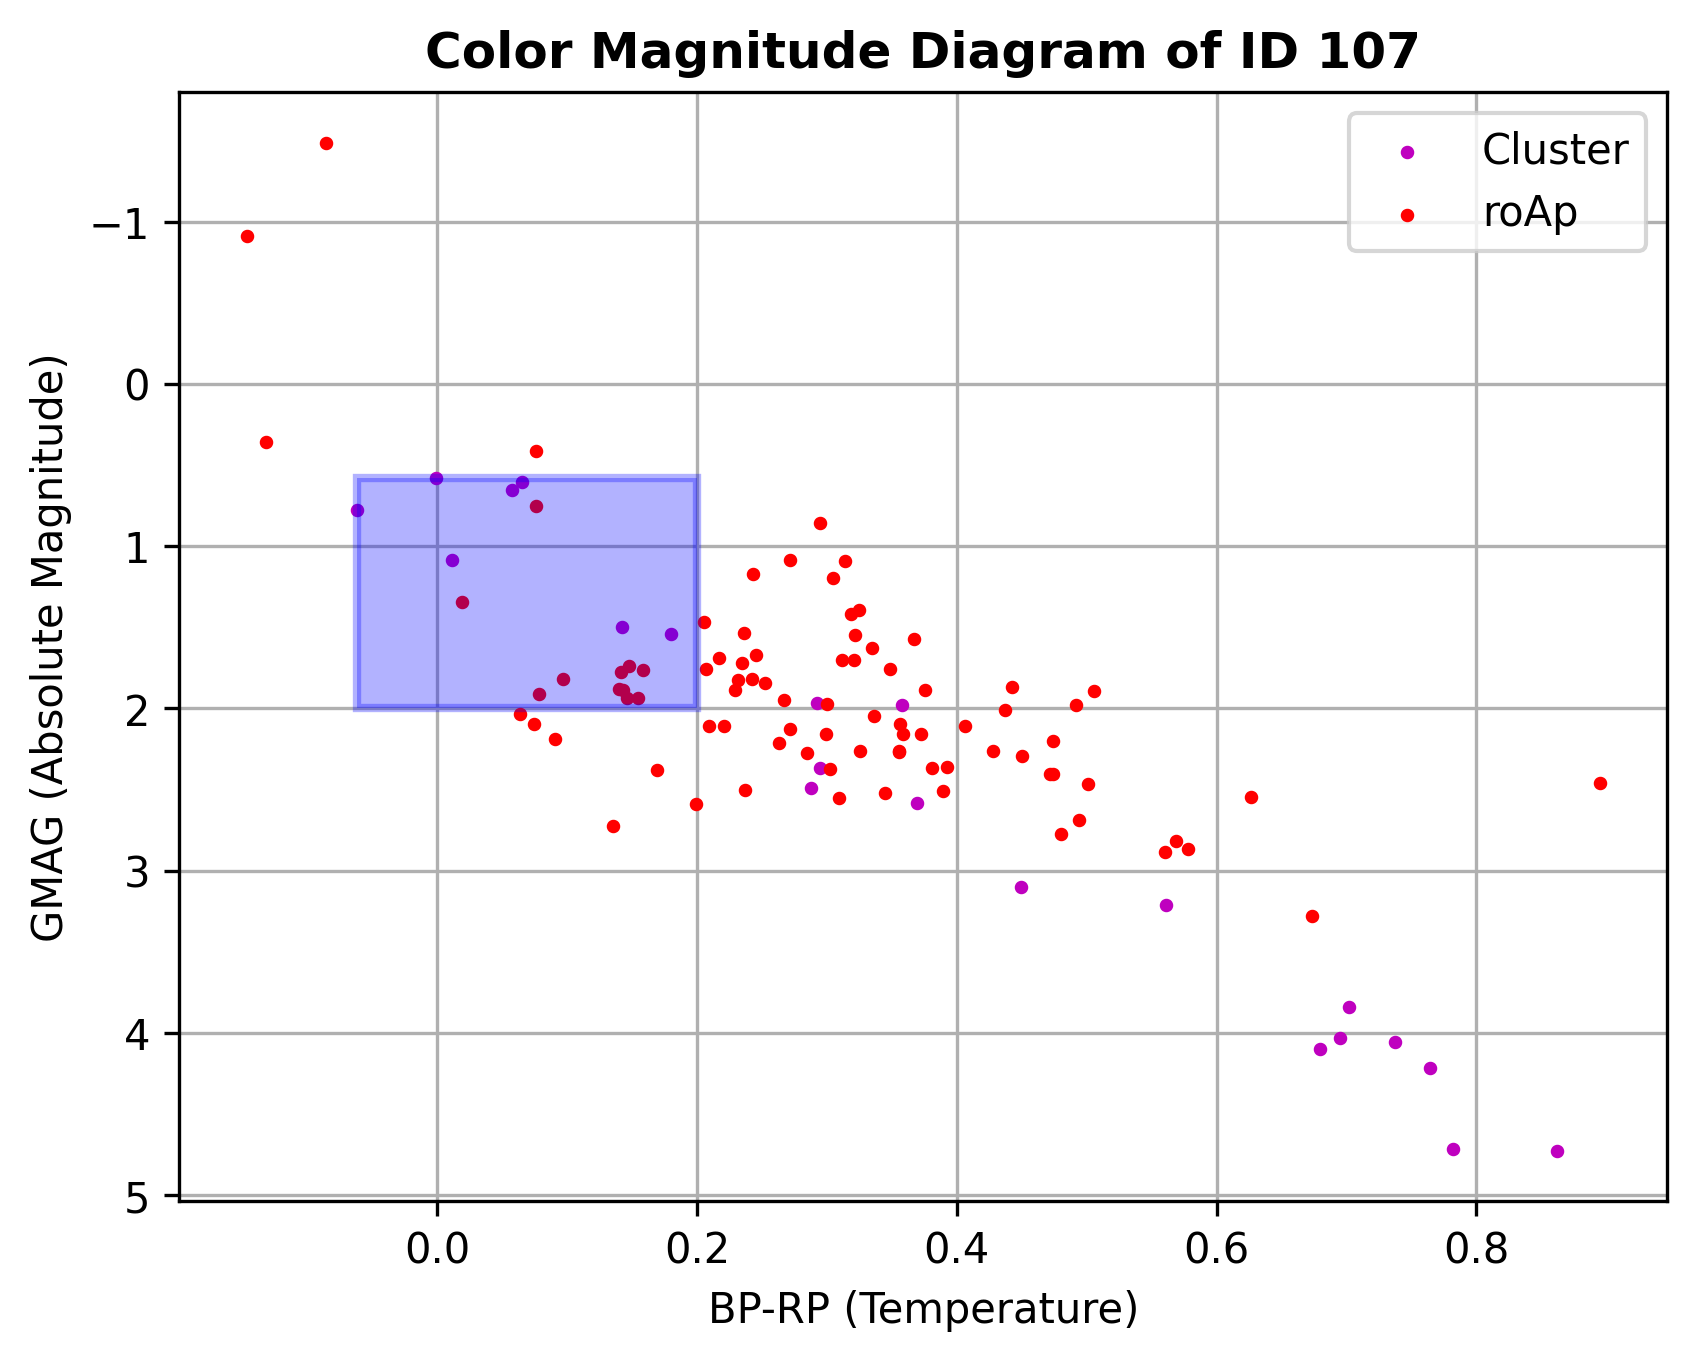 Color Magnitude Diagram of ID 107
Cluster
roAp
GMAG (Absolute Magnitude)
−1
0
1
2
3
4
5
0.0 0.2 0.4 0.6 0.8
BP-RP (Temperature)